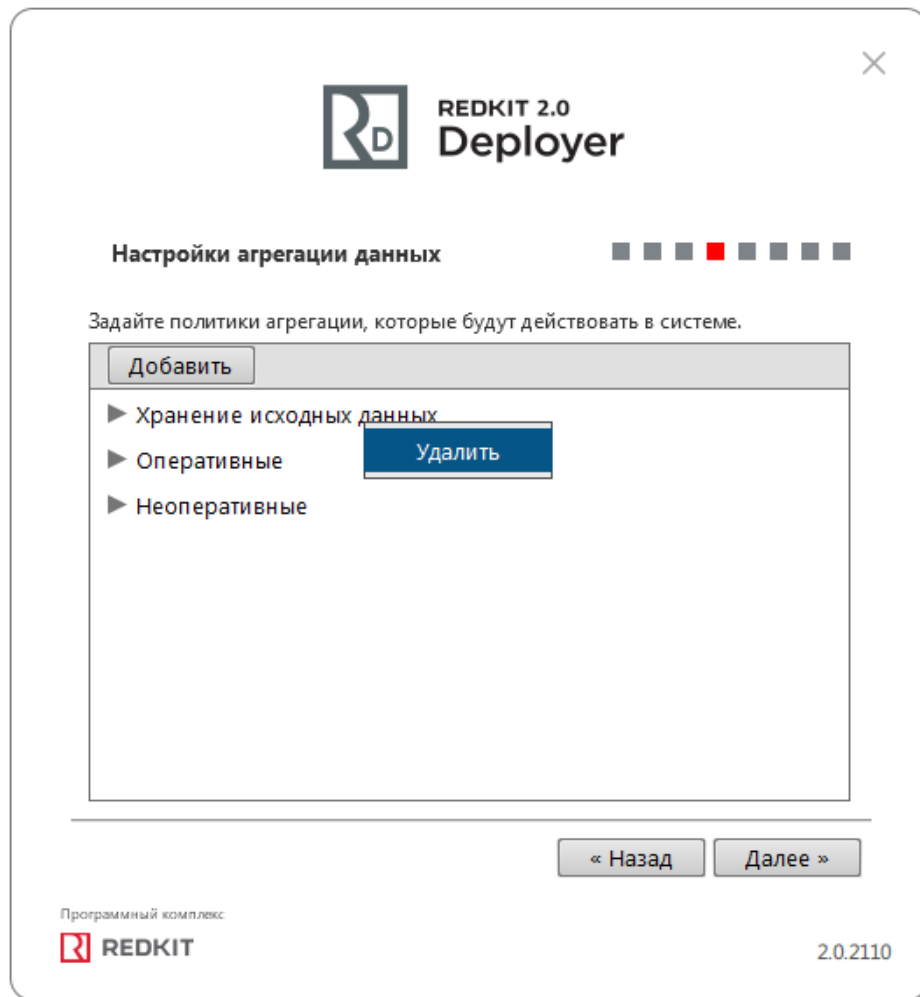 REDKIT 2.0
Deployer
Настройки агрегации данных
Задайте политики агрегации, которые будут действовать в системе.
Добавить
Хранение исходных данных
Удалить
Оперативные
Неоперативные
« Назад
Далее »
Программный комплекс
REDKIT
2.0.2110